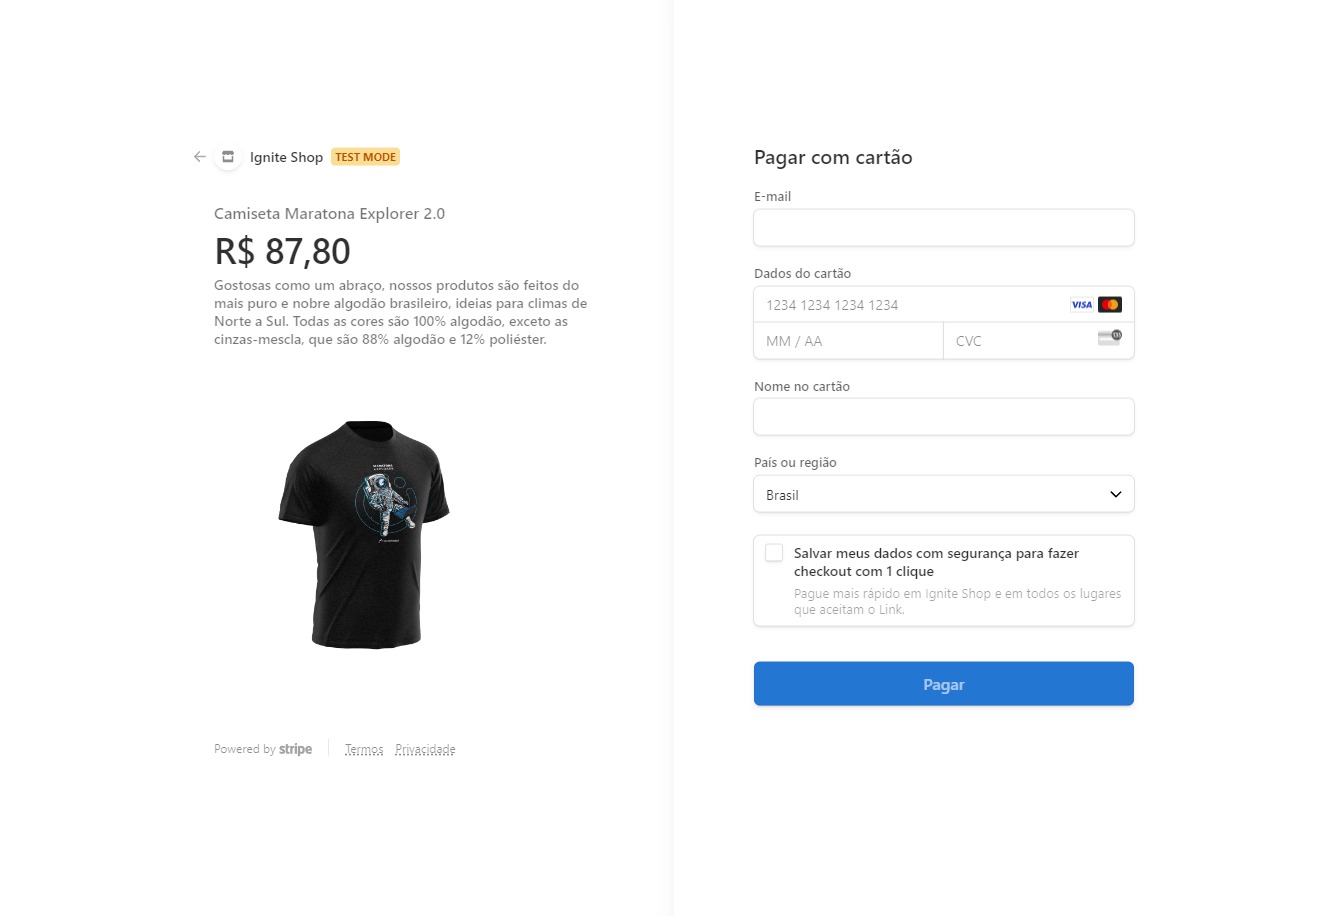 Ignite Shop TEST MODE
Camiseta Maratona Explorer 2.0
R$ 87,80
Gostosas como um abraço, nossos produtos são feitos do
mais puro e nobre algodão brasileiro, ideias para climas de
Norte a Sul. Todas as cores são 100% algodão, exceto as
cinzas-mescla, que são 88% algodão e 12% poliéster.
MARATONA
EXPLORER
Powered by stripe
Termos Privacidade
Pagar com cartão
E-mail
Dados do cartão
1234 1234 1234 1234 VISA
MM / AA
CVC 135
Nome no cartão
País ou região
Brasil
Salvar meus dados com segurança para fazer
checkout com 1 clique
Pague mais rápido em Ignite Shop e em todos os lugares
que aceitam o Link.
Pagar